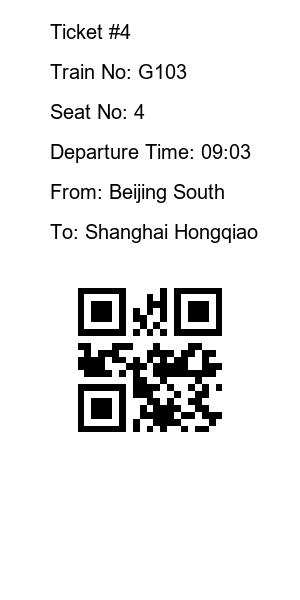 Ticket #4
Train No: G103
Seat No: 4
Departure Time: 09:03
From: Beijing South
To: Shanghai Hongqiao